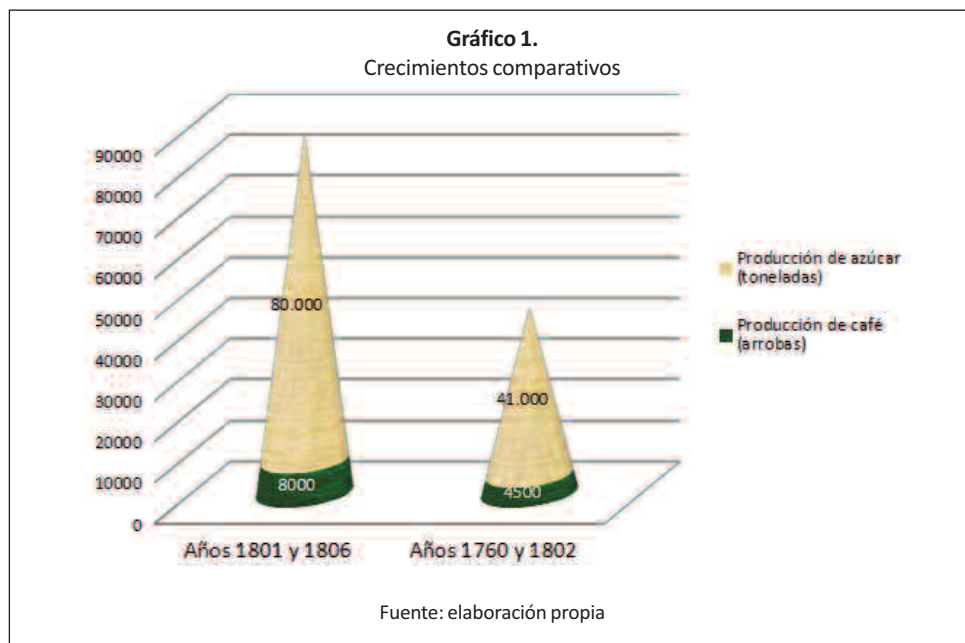 Gráfico 1.
Crecimientos comparativos
90000
80000
70000
60000
50000
40000
30000
20000
10000
0
80.000
8000
41.000
4500
Producción de azúcar
(toneladas)
Producción de café
(arrobas)
Años 1801 y 1806
Años 1760 y 1802
Fuente: elaboración propia